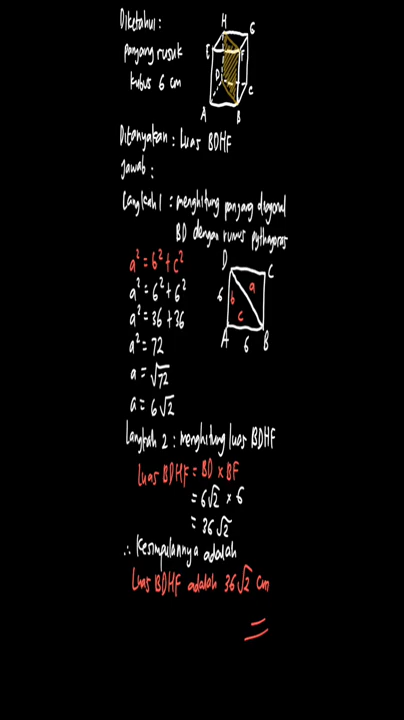 Diketahui:
panjang rusuk
kubus 6 cm
H
G
E
F
D
C
A
B
Ditanyakan: Luas BDHF
Jawab:
Langkah 1: menghitung panjang diagonal
BD dengan rumus pythagoras
a² = b² + c²
a² = 6² + 6²
a² = 36 + 36
a² = 72
a = √72
a = 6√2
D
C
6
b
a
c
A
6
B
Langkah 2: menghitung luas BDHF
Luas BDHF = BD × BF
= 6√2 × 6
= 36√2
∴ Kesimpulannya adalah
Luas BDHF adalah 36√2 cm